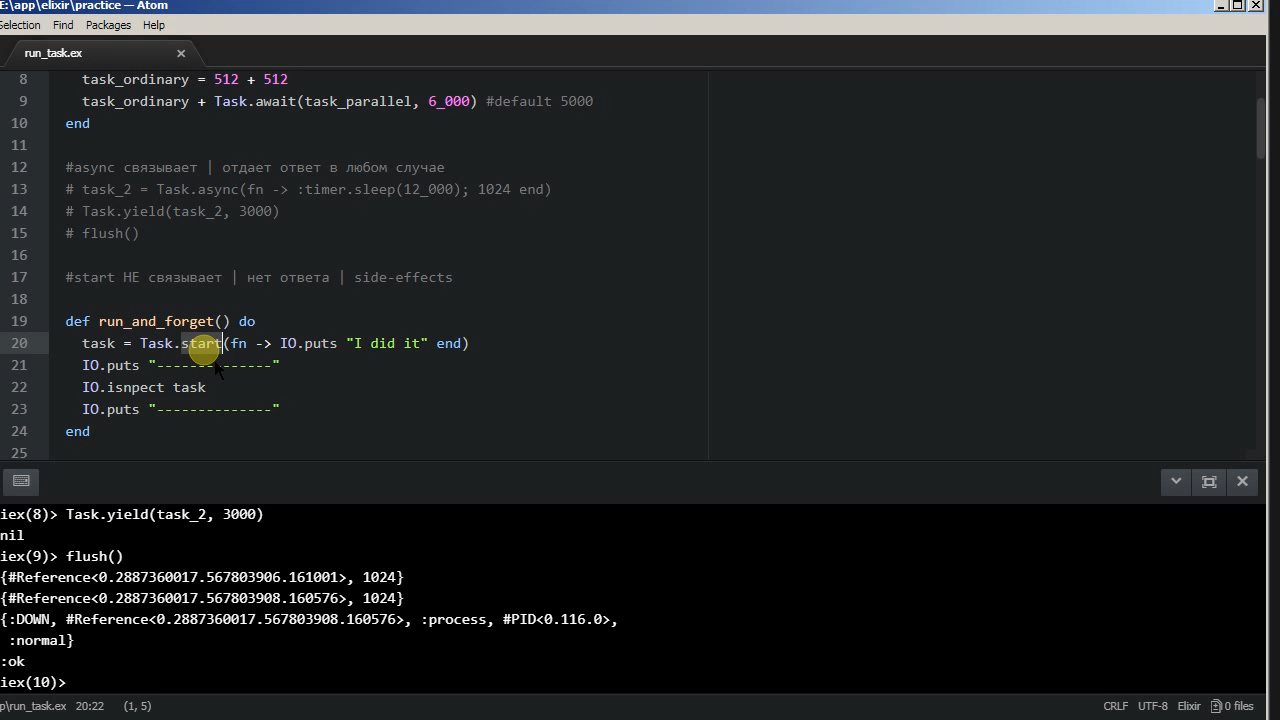 E:\app\elixir\practice — Atom
Selection Find Packages Help
run_task.ex
8 task_ordinary = 512 + 512
9 task_ordinary + Task.await(task_parallel, 6_000) #default 5000
10 end
11
12 #async связывает | отдает ответ в любом случае
13 # task_2 = Task.async(fn -> :timer.sleep(12_000); 1024 end)
14 # Task.yield(task_2, 3000)
15 # flush()
16
17 #start НЕ связывает | нет ответа | side-effects
18
19 def run_and_forget() do
20 task = Task.start(fn -> IO.puts "I did it" end)
21 IO.puts "--------------"
22 IO.isnpect task
23 IO.puts "--------------"
24 end
25
iex(8)> Task.yield(task_2, 3000)
nil
iex(9)> flush()
{#Reference<0.2887360017.567803906.161001>, 1024}
{#Reference<0.2887360017.567803908.160576>, 1024}
{:DOWN, #Reference<0.2887360017.567803908.160576>, :process, #PID<0.116.0>,
:normal}
:ok
iex(10)>
p\run_task.ex 20:22 (1, 5) CRLF UTF-8 Elixir 0 files